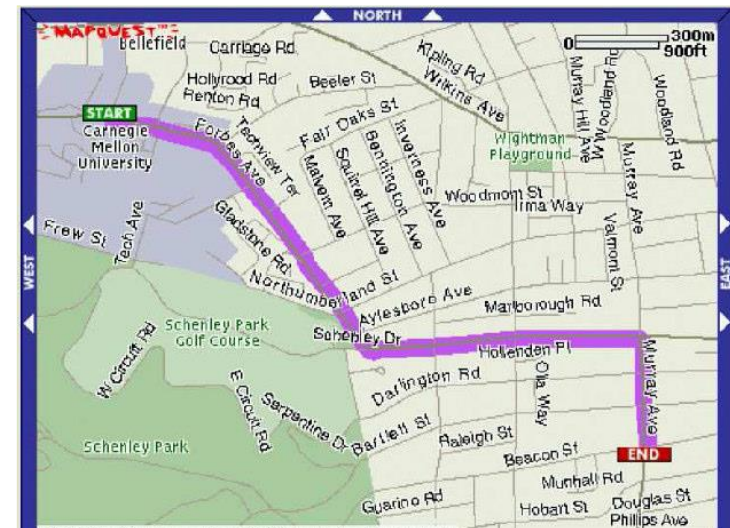 NORTH
MAPQUEST
300m
900ft
0
Bellefield
Carriage Rd
Kipling Rd
Wilkins Ave
Hollyrood Rd
Renton Rd
Beeler St
Murray Hill Ave
Woodland Rd
START
Carnegie
Mellon
University
Forbes Ave
Techview Ter
Fair Oaks St
Malvern Ave
Squirrel Hill Ave
Bennington Ave
Inverness Ave
Wightman
Playground
Murray Ave
Woodmont St
Irma Way
Valmont St
Frew St
Tech Ave
Gladstone Rd
Northumberland St
WEST
EAST
Aylesboro Ave
Marlborough Rd
Schenley Park
Golf Course
Schenley Dr
Hollenden Pl
Murray Ave
W Circuit Rd
E Circuit Rd
Serpentine Dr
Darlington Rd
Olla Way
Bartlett St
Raleigh St
Schenley Park
Beacon St
END
Munhall Rd
Guarino Rd
Hobart St
Douglas St
Phillips Ave